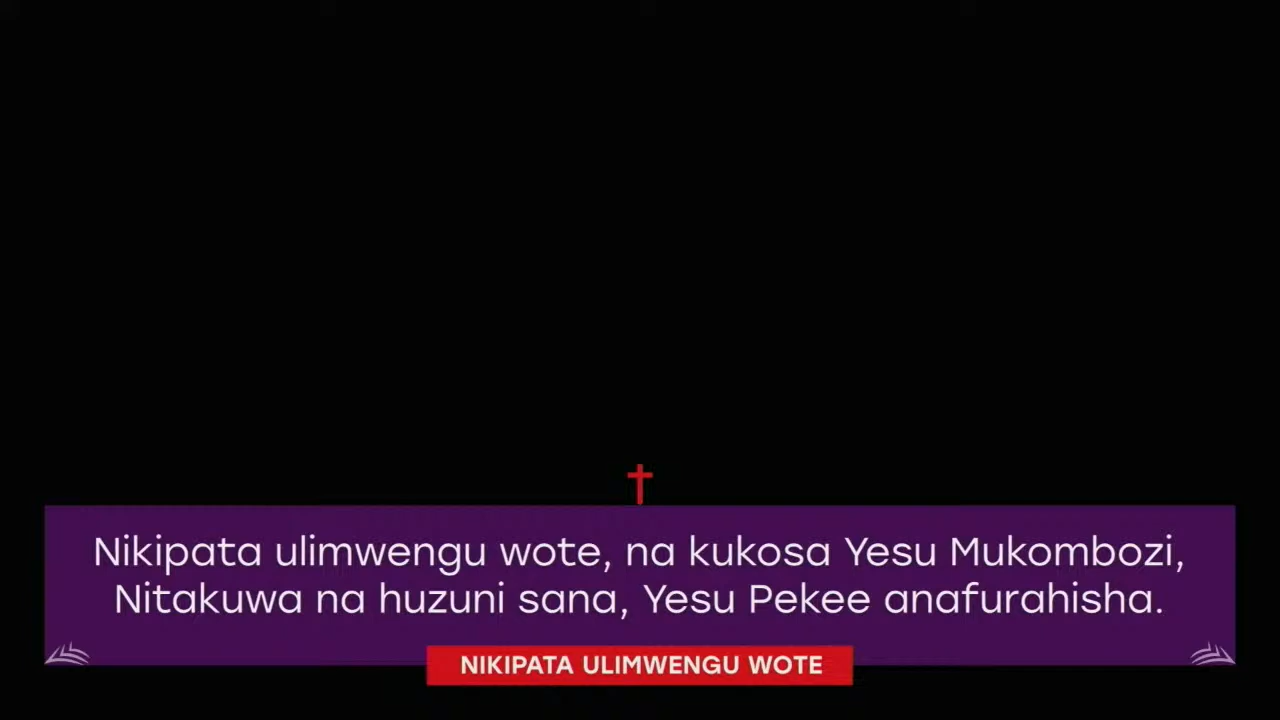 Nikipata ulimwengu wote, na kukosa Yesu Mukombozi,
Nitakuwa na huzuni sana, Yesu Pekee anafurahisha.
NIKIPATA ULIMWENGU WOTE